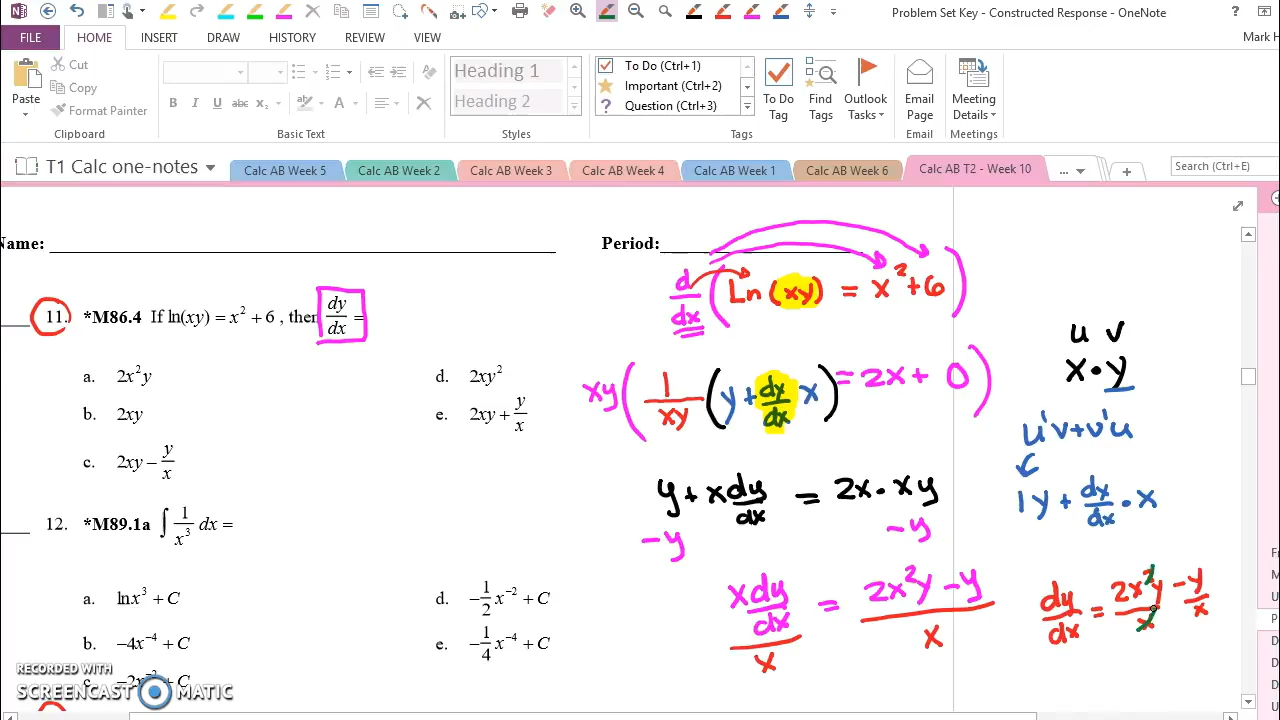 Problem Set Key - Constructed Response - OneNote
FILE HOME INSERT DRAW HISTORY REVIEW VIEW Mark H
Paste Cut Copy Format Painter
Heading 1
Heading 2
To Do (Ctrl+1)
Important (Ctrl+2)
Question (Ctrl+3)
To Do Tag
Find Tags
Outlook Tasks
Email Page
Meeting Details
B I U abc x₂ A
Clipboard Basic Text Styles Tags Email Meetings
T1 Calc one-notes Calc AB Week 5 Calc AB Week 2 Calc AB Week3 Calc AB Week 4 Calc AB Week 1 Calc AB Week 6 Calc AB T2 - Week 10 ... Search (Ctrl+E)
Name: Period:
11. *M86.4 If ln(xy) = x² + 6 , then dy/dx =
a. 2x²y
b. 2xy
c. 2xy − y/x
d. 2xy²
e. 2xy + y/x
12. *M89.1a ∫ 1/x³ dx =
a. ln x³ + C
b. −4x⁻⁴ + C
c. −2x⁻² + C
d. −1/2 x⁻² + C
e. −1/4 x⁻⁴ + C
d/dx (Ln (xy) = x² + 6)
xy ( 1/xy (y + dy/dx x) = 2x + 0 )
y + x dy/dx = 2x · xy
−y −y
x dy/dx / x = 2x²y − y / x
u v
x · y
u'v + v'u
1y + dy/dx · x
dy/dx = 2x²y/x − y/x
RECORDED WITH
SCREENCAST MATIC